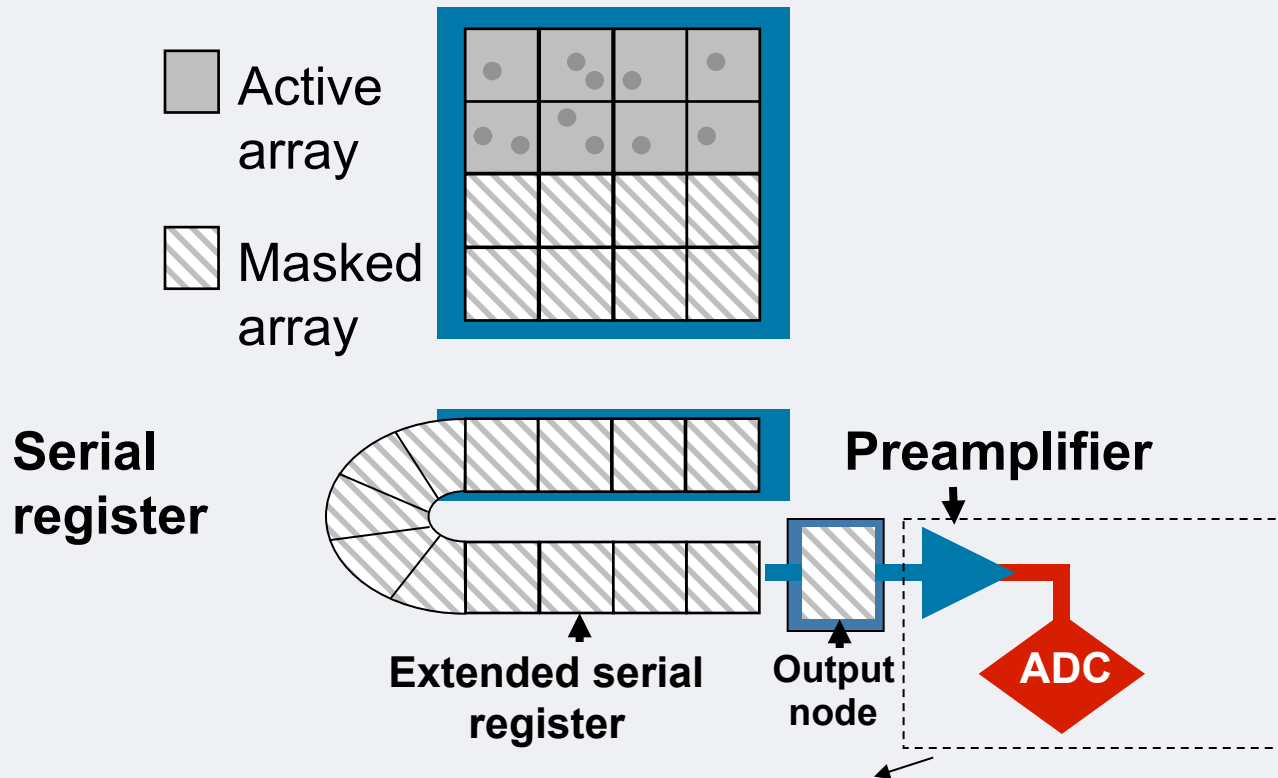 Active
array
Masked
array
Serial
register
Preamplifier
Extended serial
register
Output
node
ADC